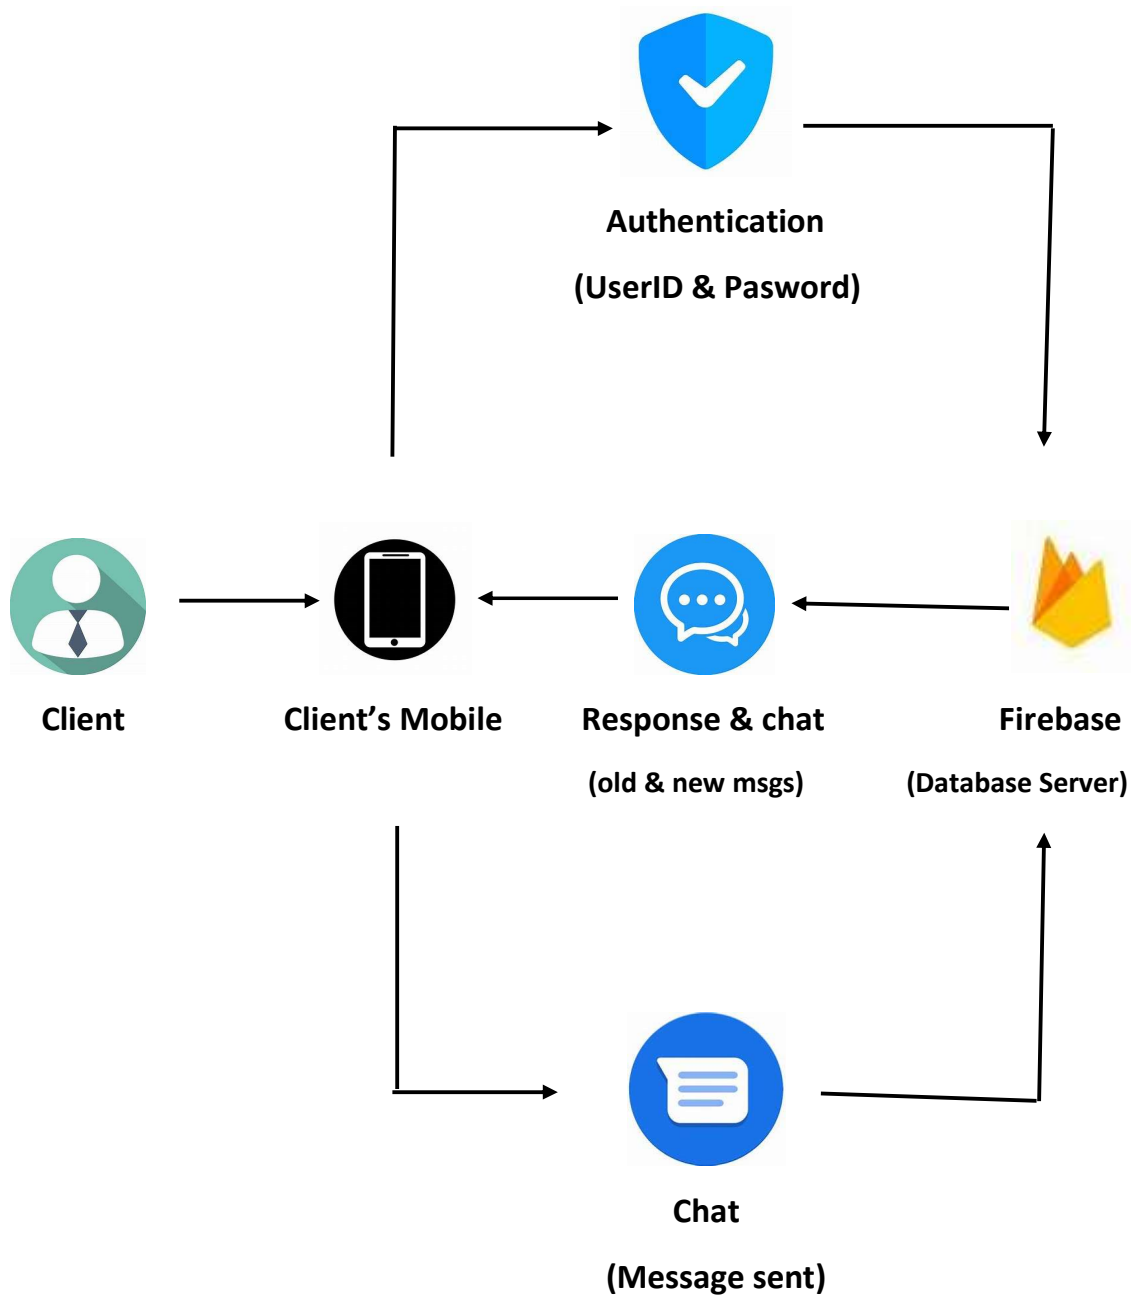 Authentication
(UserID & Pasword)
Client
Client’s Mobile
Response & chat
(old & new msgs)
Firebase
(Database Server)
Chat
(Message sent)